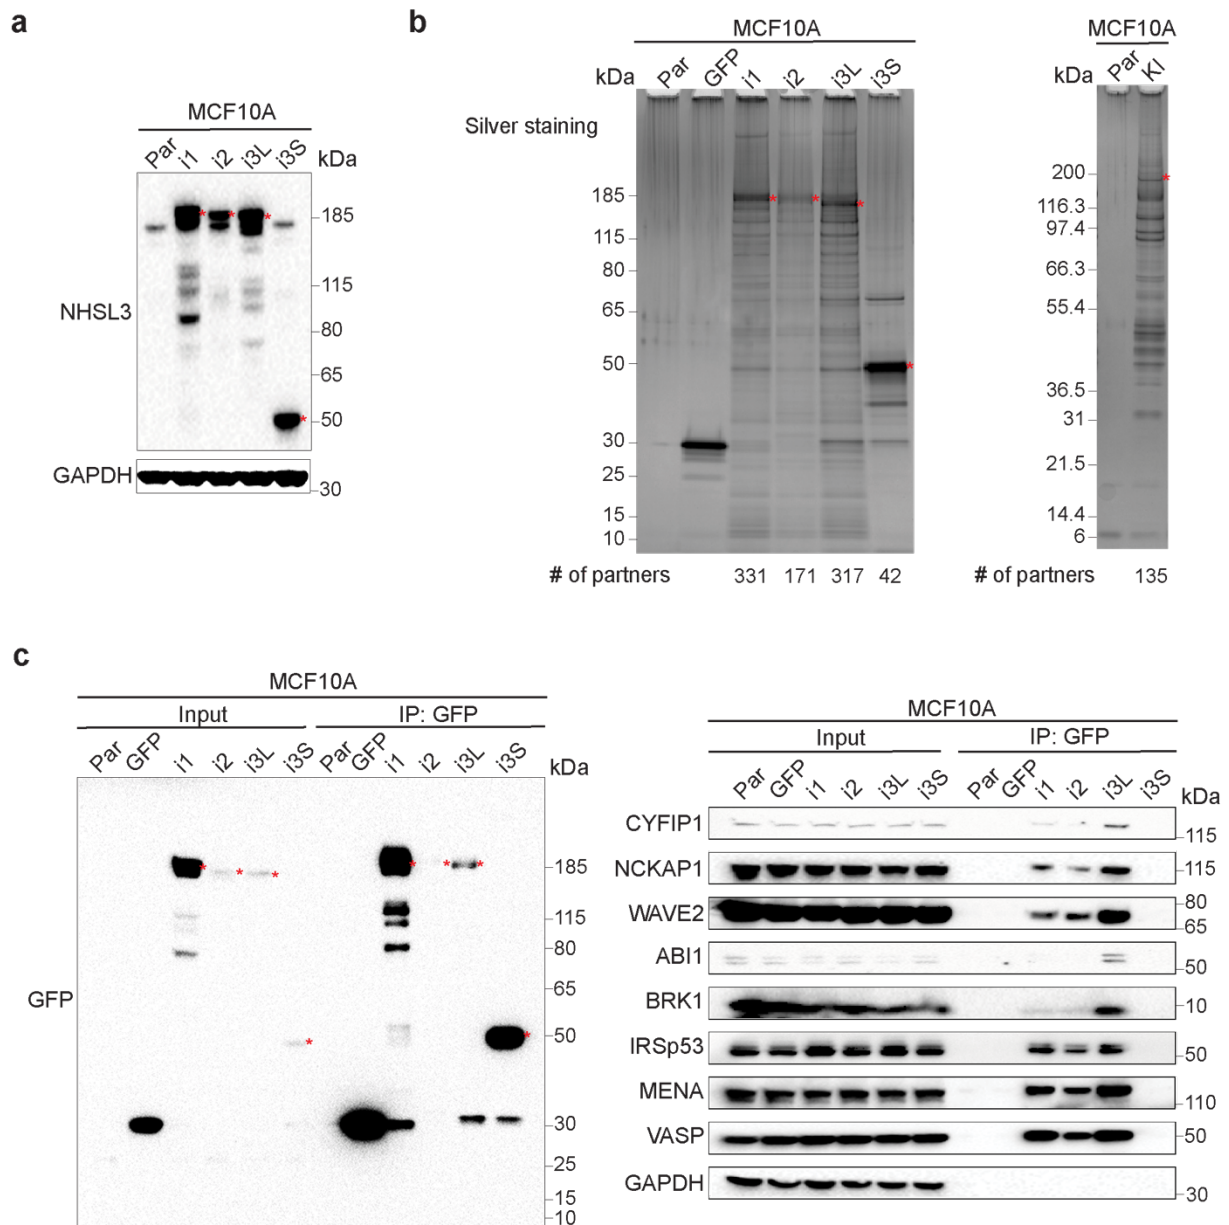 a
MCF10A
Par i1 i2 i3L i3S kDa
185
115
NHSL3
80
65
50
GAPDH
30
b
MCF10A
kDa Par GFP i1 i2 i3L i3S
Silver staining
185
115
80
65
50
30
25
15
10
# of partners 331 171 317 42
MCF10A
kDa Par KI
200
116.3
97.4
66.3
55.4
36.5
31
21.5
14.4
6
# of partners 135
c
MCF10A
Input IP: GFP
Par GFP i1 i2 i3L i3S Par GFP i1 i2 i3L i3S kDa
185
115
80
65
GFP
50
30
25
15
10
MCF10A
Input IP: GFP
Par GFP i1 i2 i3L i3S Par GFP i1 i2 i3L i3S kDa
CYFIP1 115
NCKAP1 115
WAVE2 80
65
ABI1 50
BRK1 10
IRSp53 50
MENA 110
VASP 50
GAPDH 30